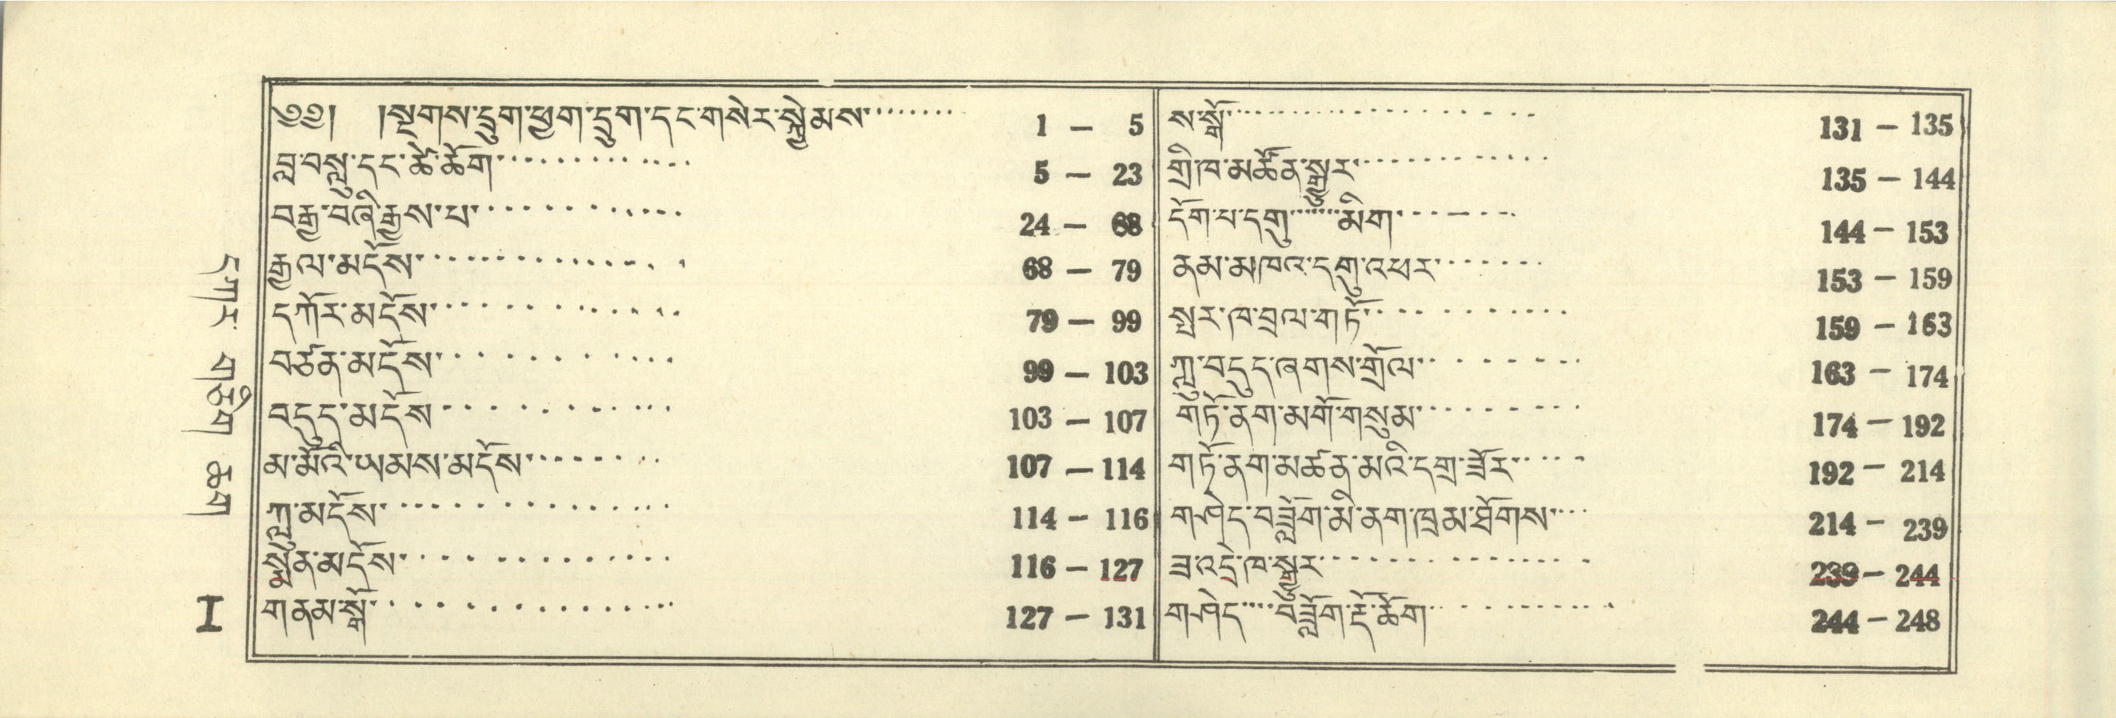 ༄༅། །སྔགས་དྲུག་ཕྱག་དྲུག་དང་གསེར་སྐྱེམས་ 1 – 5
བླ་བསླུ་དང་ཚེ་ཆོག་ 5 – 23
བརྒྱ་བཞི་རྒྱས་པ་ 24 – 68
རྒྱལ་མདོས་ 68 – 79
དཀོར་མདོས་ 79 – 99
བཙན་མདོས་ 99 – 103
བདུད་མདོས་ 103 – 107
མ་མོའི་ཡམས་མདོས་ 107 – 114
ཀླུ་མདོས་ 114 – 116
སྨན་མདོས་ 116 – 127
གནམ་སྒོ་ 127 – 131
ས་སྒོ་ 131 – 135
གྲི་ཁ་མཚོན་སྒྱུར་ 135 – 144
དོག་པ་དགུ་མིག་ 144 – 153
ནམ་མཁའ་དགུ་འཕར་ 153 – 159
སྤར་ཁ་བྲལ་གཏོ་ 159 – 163
ཀླུ་བདུད་ཞགས་གྲོལ་ 163 – 174
གཏོ་ནག་མགོ་གསུམ་ 174 – 192
གཏོ་ནག་མཚན་མའི་དགྲ་ཟོར་ 192 – 214
གཤེད་བཟློག་མི་ནག་ཁྲམ་ཐོགས་ 214 – 239
ཟ་འདྲེ་ཁ་སྒྱུར་ 239 – 244
གཤེད་བཟློག་རྡོ་ཆོག་ 244 – 248
དཀར་ ཆག
I